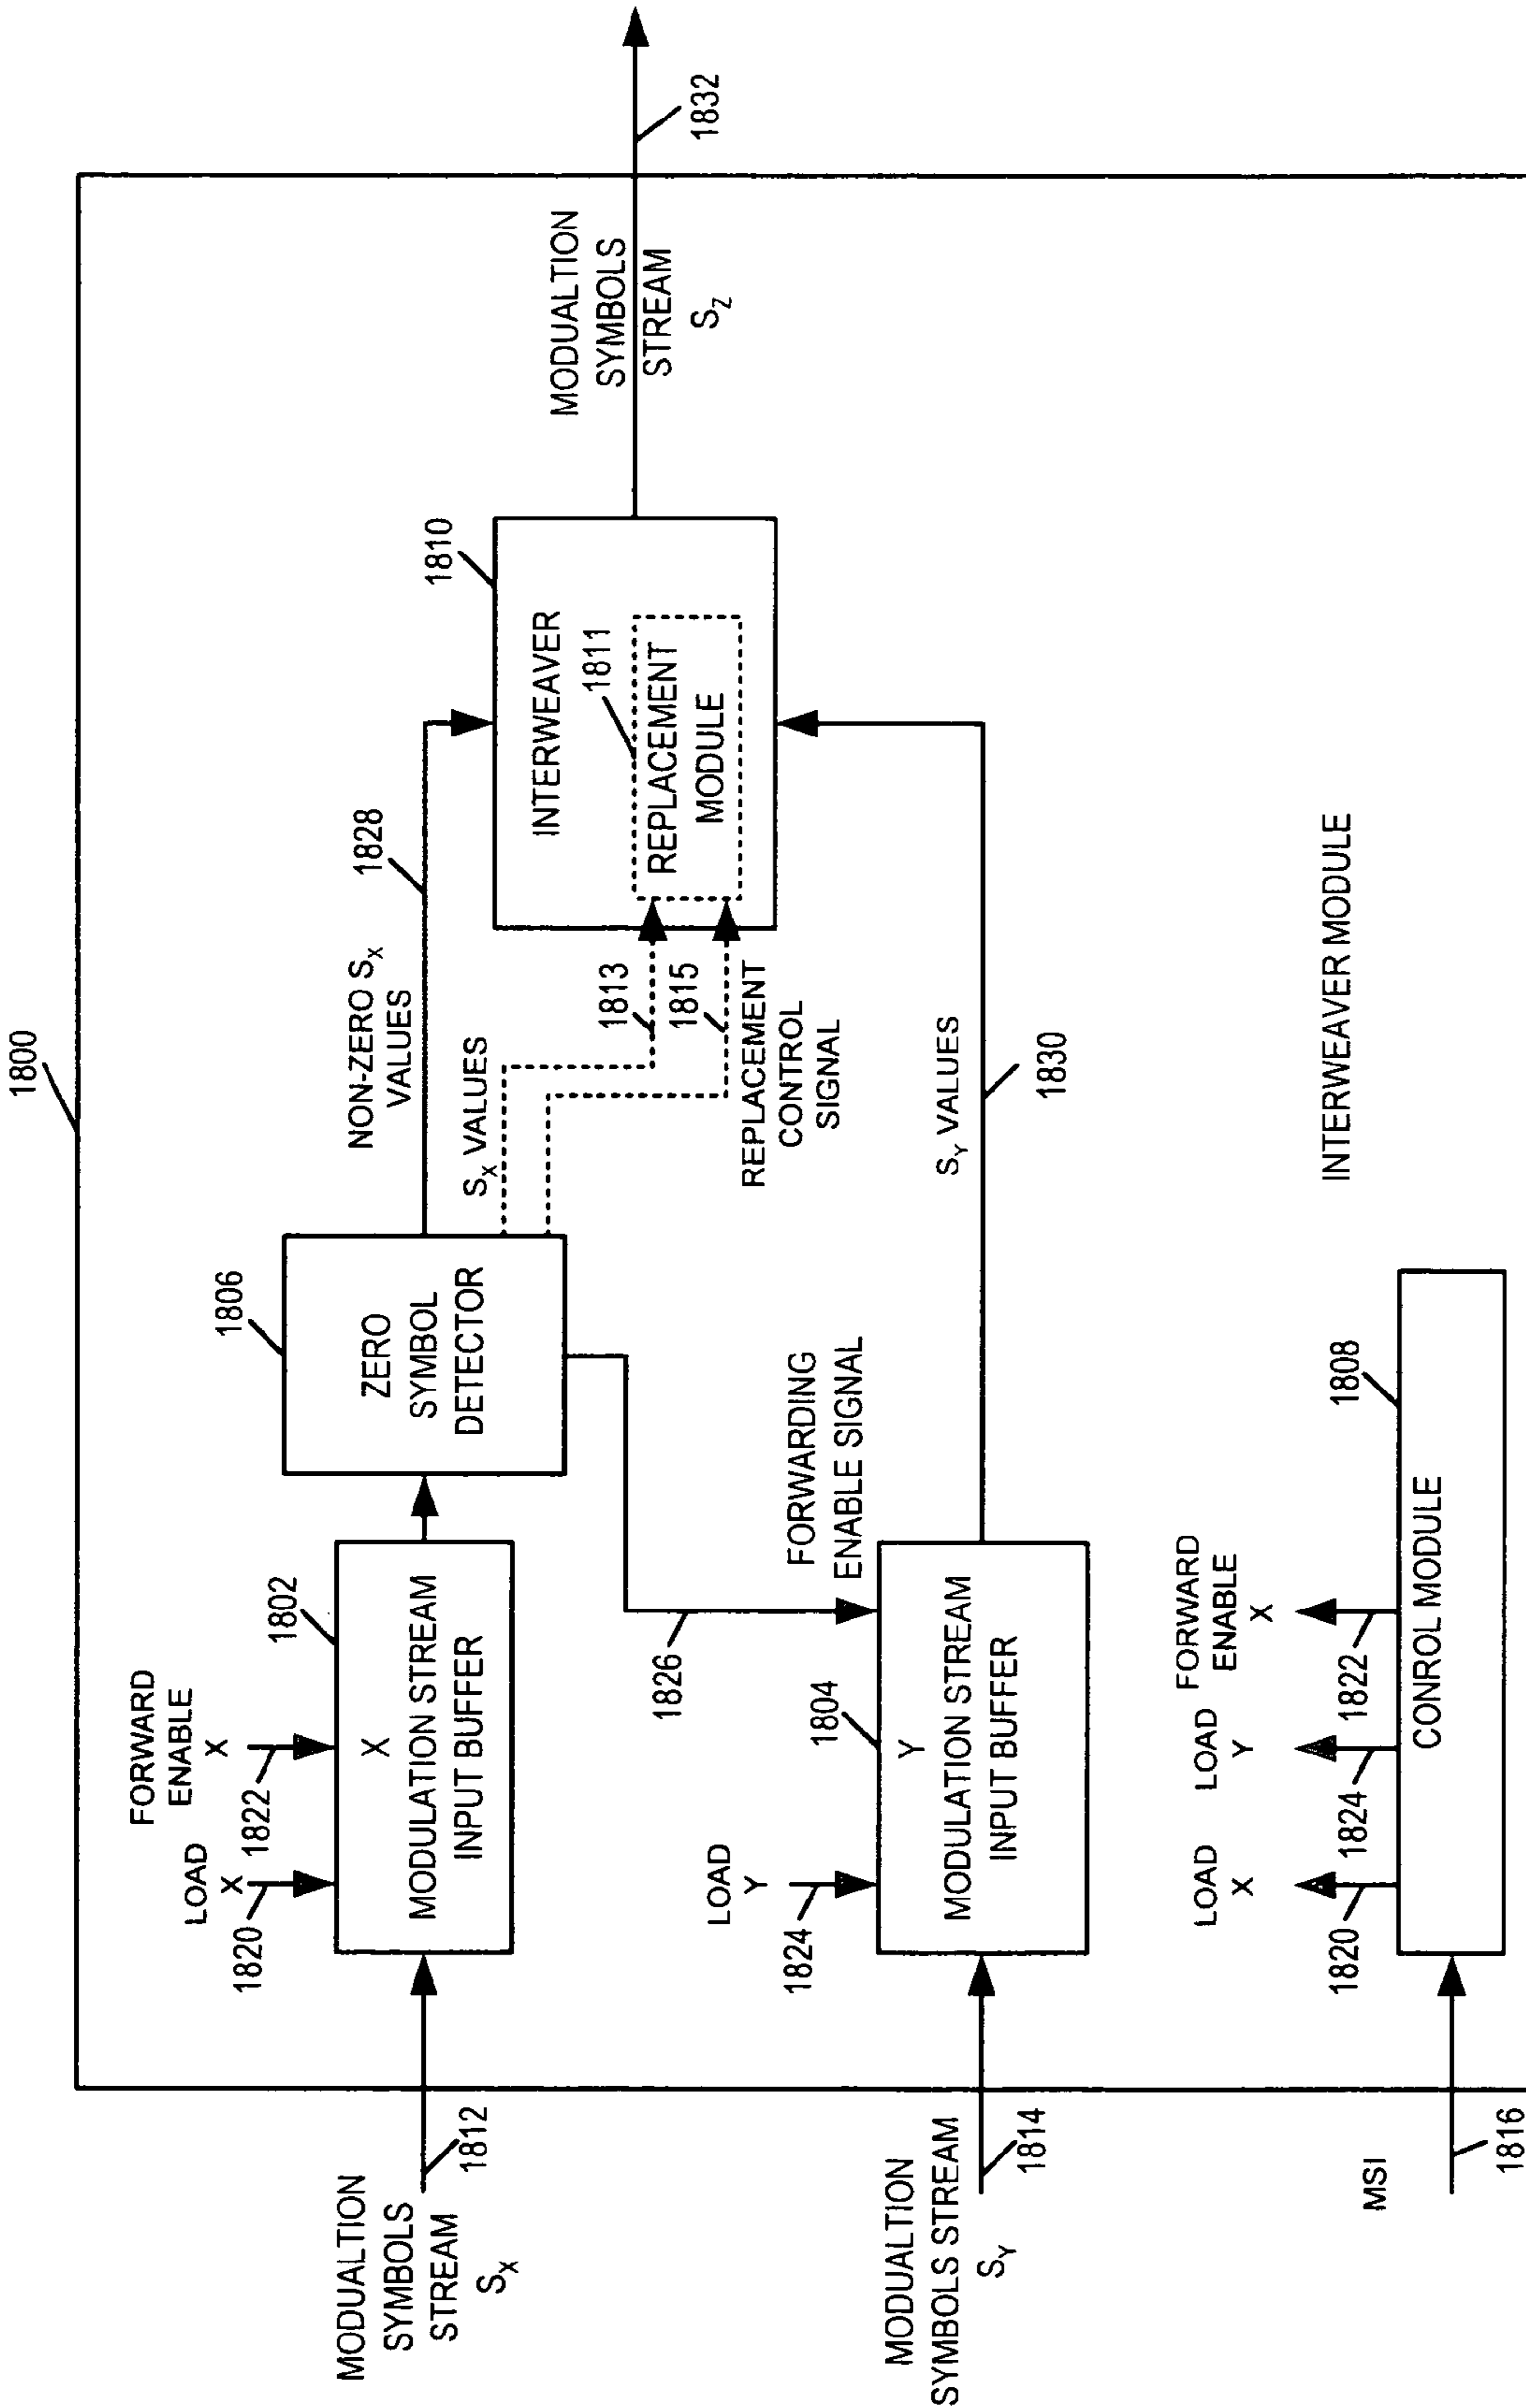 1800
MODUALTION
SYMBOLS
STREAM
SX
1812
LOAD
X
1820
FORWARD
ENABLE
X
1822
1802
X
MODULATION STREAM
INPUT BUFFER
1806
ZERO
SYMBOL
DETECTOR
NON-ZERO SX
VALUES
1828
SX VALUES
1813
1815
REPLACEMENT
CONTROL
SIGNAL
1810
INTERWEAVER
1811
REPLACEMENT
MODULE
MODUALTION
SYMBOLS
STREAM
SZ
1832
1826
FORWARDING
ENABLE SIGNAL
MODUALTION
SYMBOLS STREAM
SY
1814
LOAD
Y
1824
1804
Y
MODULATION STREAM
INPUT BUFFER
SY VALUES
1830
MSI
1816
LOAD
X
1820
LOAD
Y
1824
FORWARD
ENABLE
X
1822
1808
CONROL MODULE
INTERWEAVER MODULE